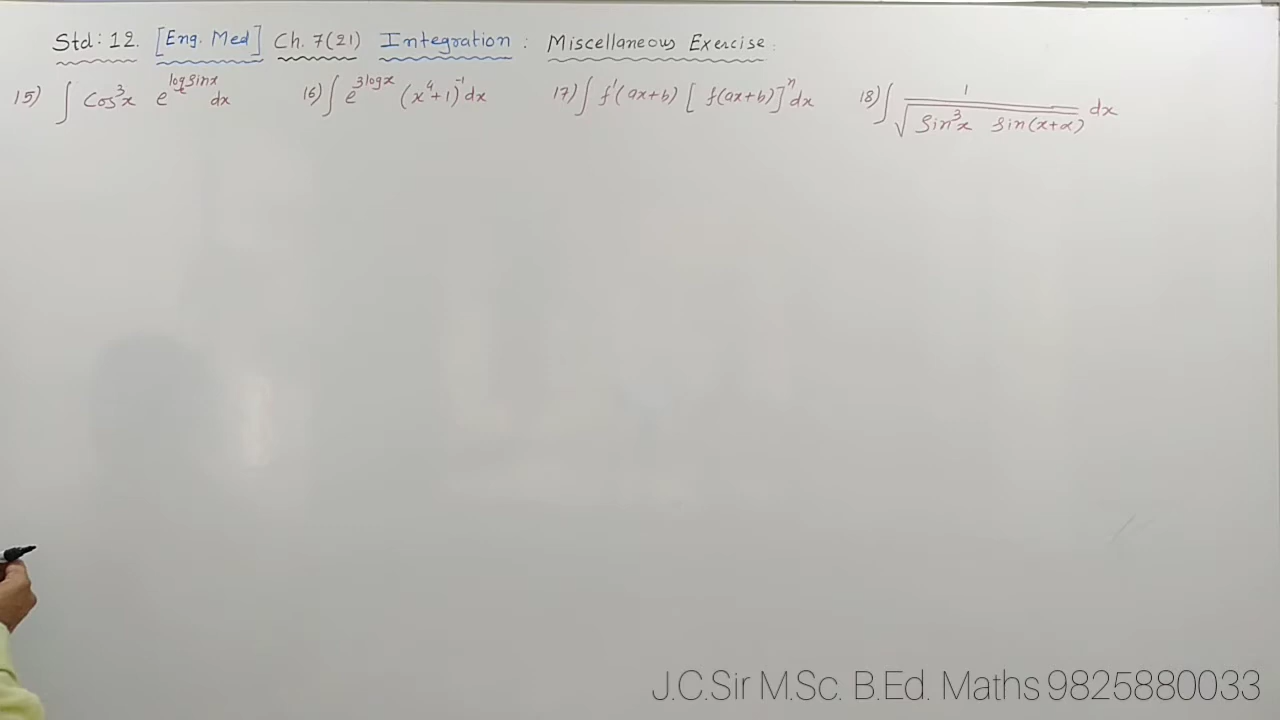 Std: 12. [Eng. Med] Ch. 7(21) Integration : Miscellaneous Exercise :
15) ∫ Cos³x e^(logₑ sinx) dx 16) ∫ e^(3logx) (x⁴+1)⁻¹ dx 17) ∫ f'(ax+b) [f(ax+b)]ⁿ dx 18) ∫ 1/√(Sin³x Sin(x+α)) dx
J.C.Sir M.Sc. B.Ed. Maths 9825880033